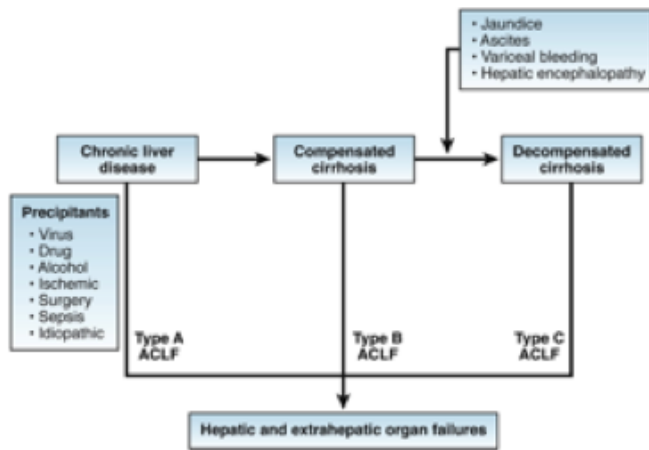 • Jaundice
• Ascites
• Variceal bleeding
• Hepatic encephalopathy
Chronic liver
disease
Compensated
cirrhosis
Decompensated
cirrhosis
Precipitants
• Virus
• Drug
• Alcohol
• Ischemic
• Surgery
• Sepsis
• Idiopathic
Type A
ACLF
Type B
ACLF
Type C
ACLF
Hepatic and extrahepatic organ failures